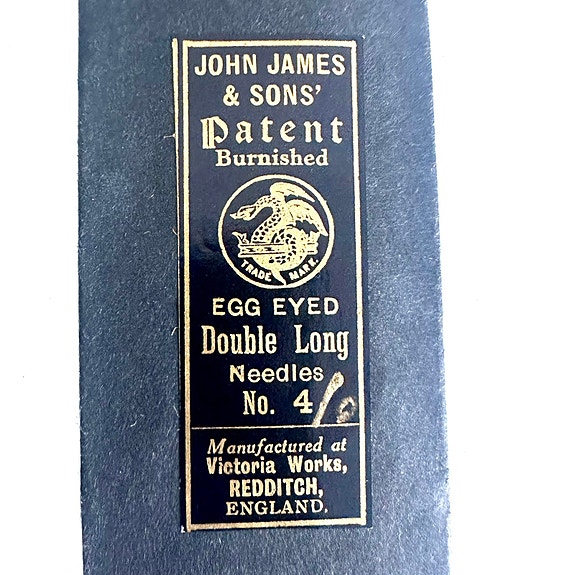 JOHN JAMES
& SONS'
Patent
Burnished
TRADE MARK.
EGG EYED
Double Long
Needles
No. 4/0
Manufactured at
Victoria Works,
REDDITCH,
ENGLAND.